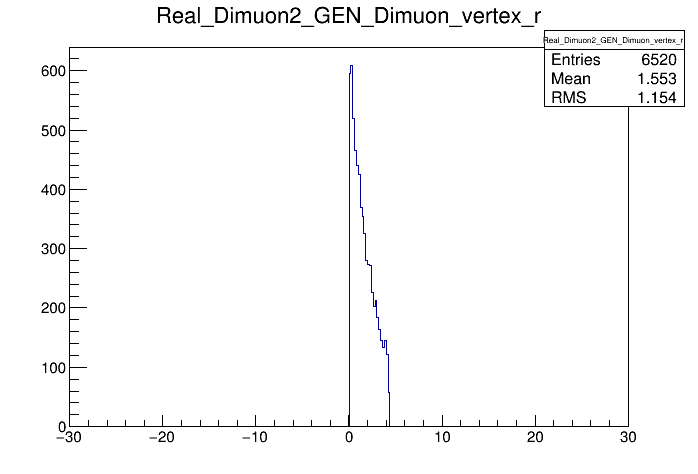 Real_Dimuon2_GEN_Dimuon_vertex_r
Real_Dimuon2_GEN_Dimuon_vertex_r
Entries 6520
Mean 1.553
RMS 1.154
600
500
400
300
200
100
0
−30 −20 −10 0 10 20 30